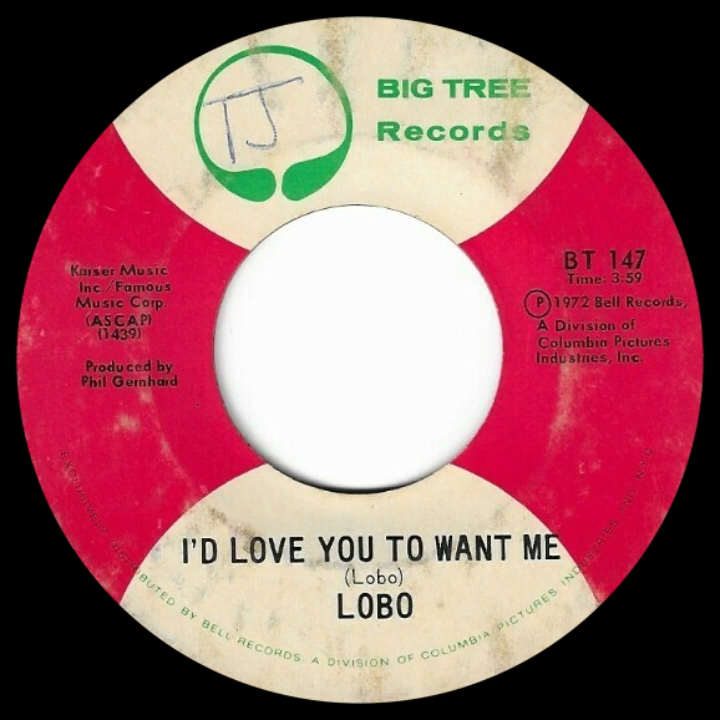 TJ
BIG TREE
Records
Kaiser Music
Inc./Famous
Music Corp.
(ASCAP)
(1439)
Produced by
Phil Gernhard
BT 147
Time: 3:59
Ⓟ 1972 Bell Records,
A Division of
Columbia Pictures
Industries, Inc.
I'D LOVE YOU TO WANT ME
(Lobo)
LOBO
EXCLUSIVELY DISTRIBUTED BY BELL RECORDS, A DIVISION OF COLUMBIA PICTURES INDUSTRIES, INC. N.Y.C.